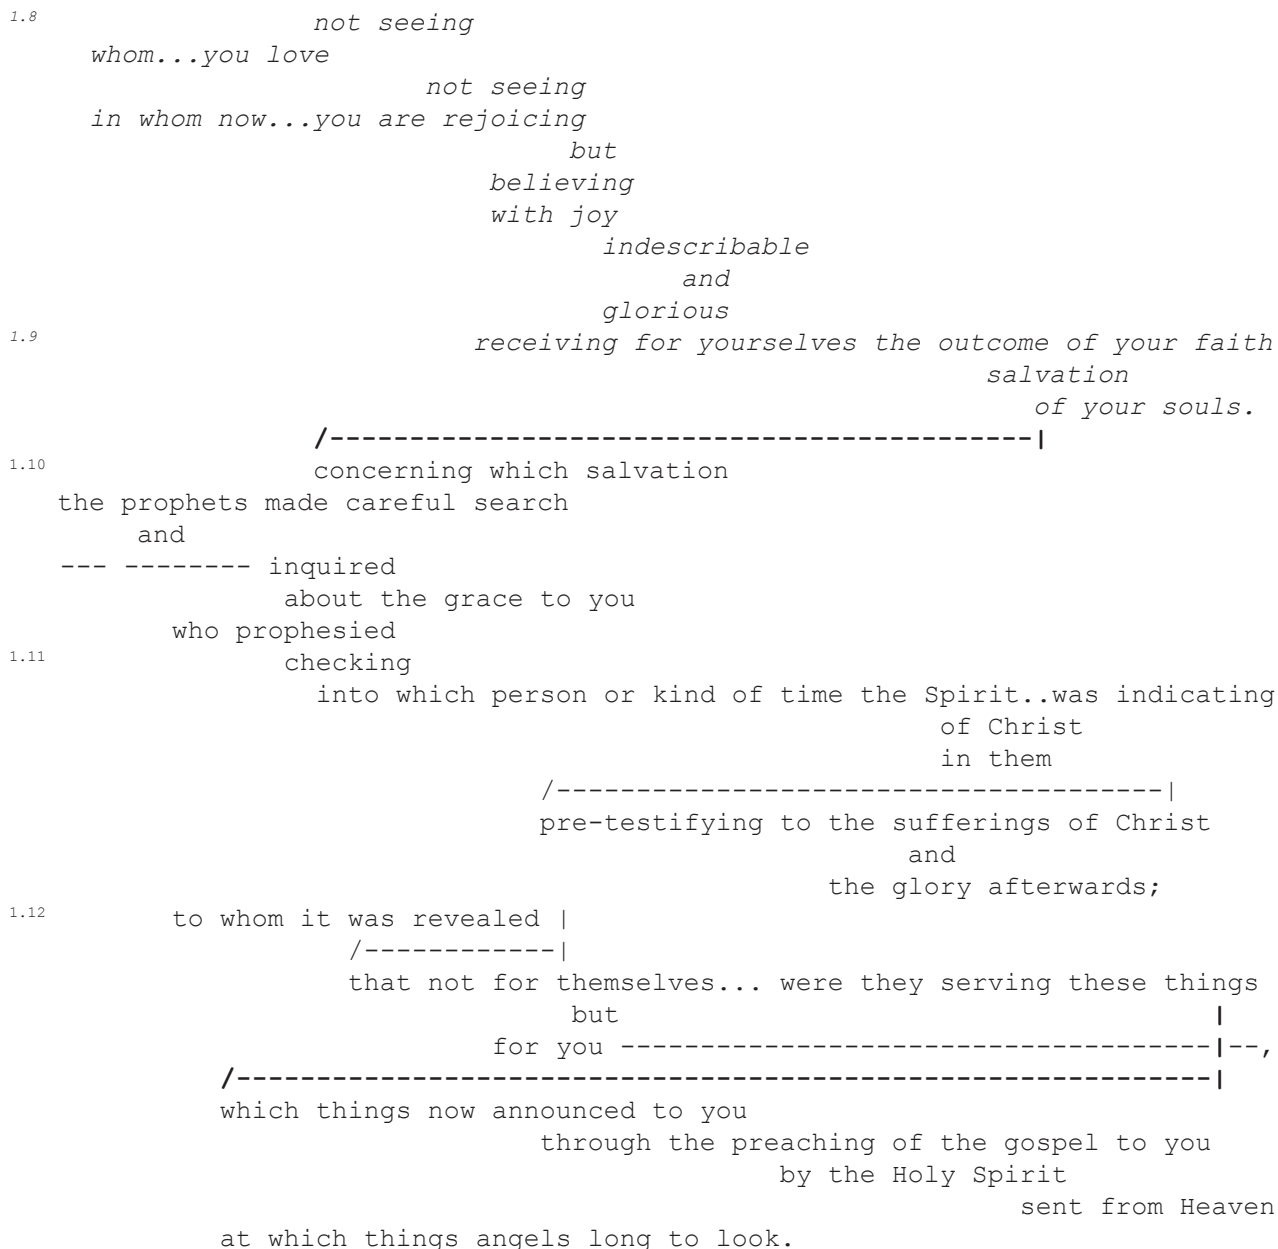 1.8 not seeing
whom...you love
not seeing
in whom now...you are rejoicing
but
believing
with joy
indescribable
and
glorious
1.9 receiving for yourselves the outcome of your faith
salvation
of your souls.
/--------------------------------------------|
1.10 concerning which salvation
the prophets made careful search
and
--- -------- inquired
about the grace to you
who prophesied
1.11 checking
into which person or kind of time the Spirit..was indicating
of Christ
in them
/--------------------------------------|
pre-testifying to the sufferings of Christ
and
the glory afterwards;
1.12 to whom it was revealed |
/------------|
that not for themselves... were they serving these things
but |
for you -------------------------------------|--,
/-------------------------------------------------------------|
which things now announced to you
through the preaching of the gospel to you
by the Holy Spirit
sent from Heaven
at which things angels long to look.